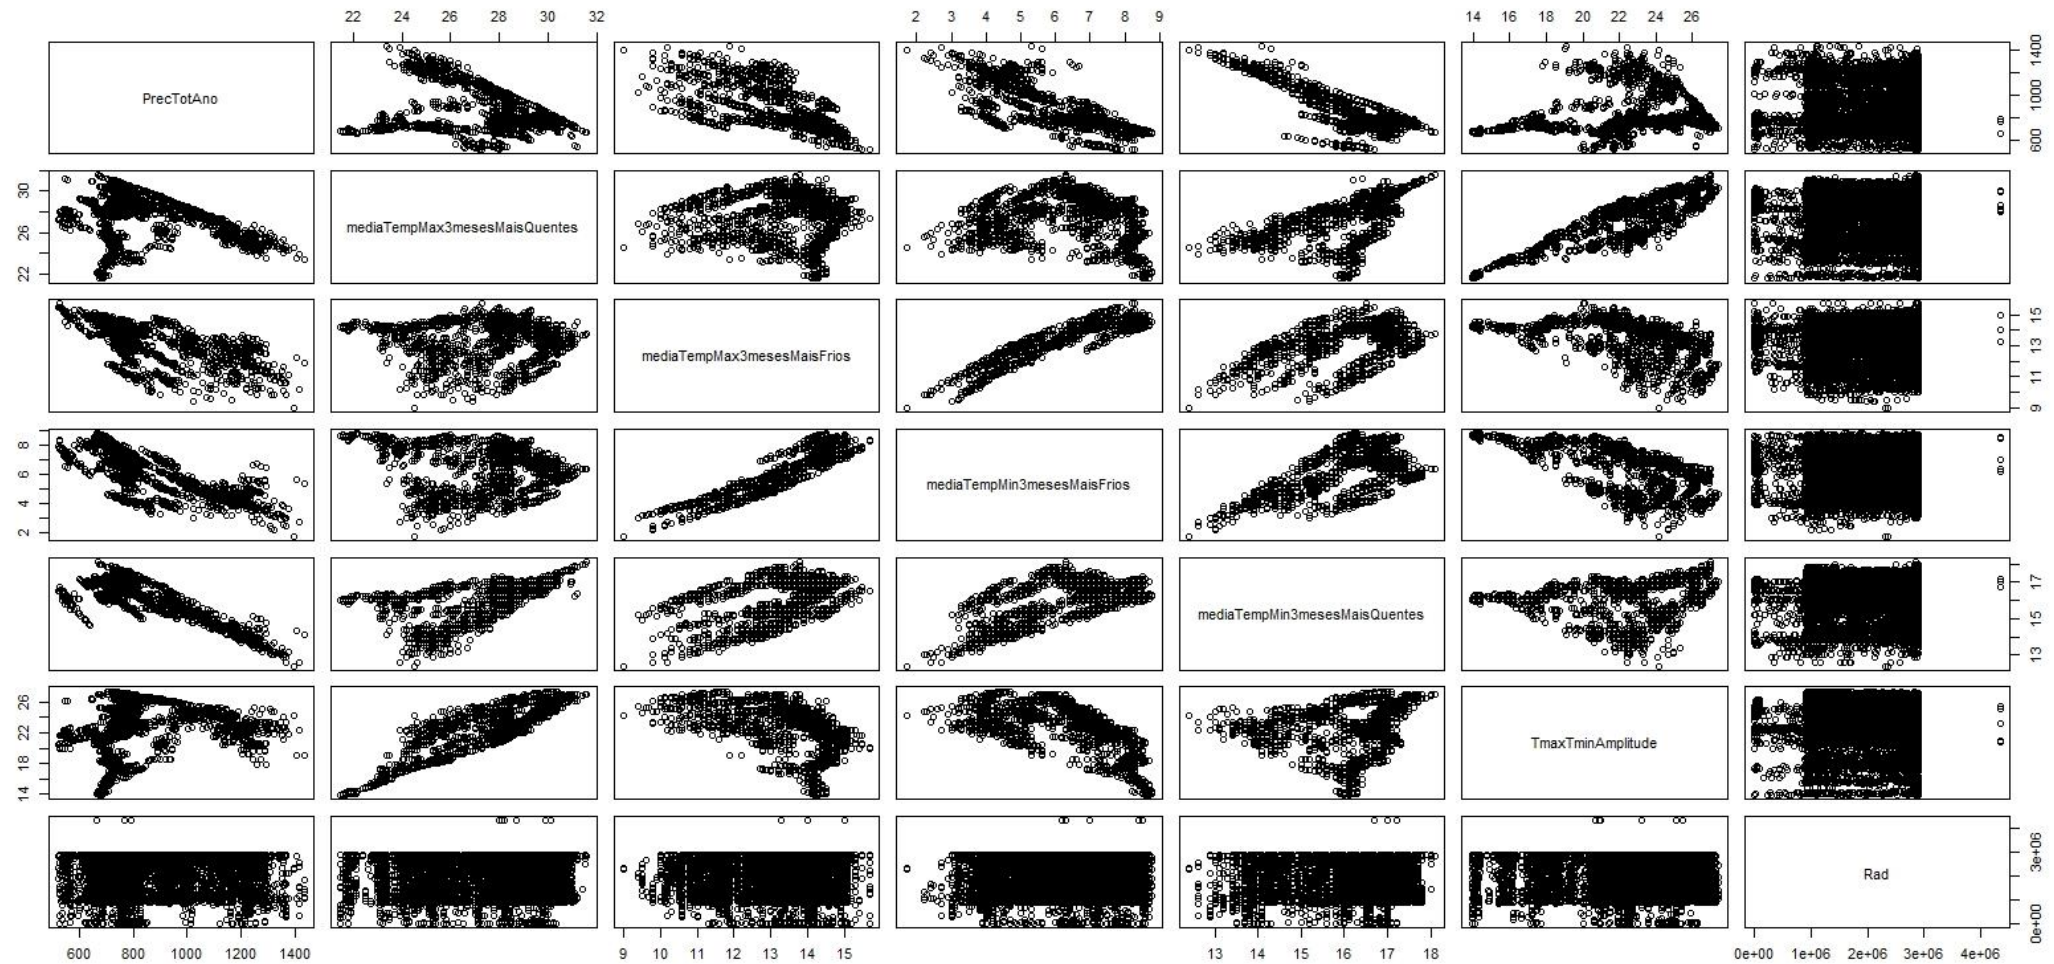 22 24 26 28 30 32 2 3 4 5 6 7 8 9 14 16 18 20 22 24 26
PrecTotAno 600 1000 1400
22 26 30 mediaTempMax3mesesMaisQuentes
mediaTempMax3mesesMaisFrios 9 11 13 15
2 4 6 8 mediaTempMin3mesesMaisFrios
mediaTempMin3mesesMaisQuentes 13 15 17
14 18 22 26 TmaxTminAmplitude
Rad 0e+00 3e+06
600 800 1000 1200 1400 9 10 11 12 13 14 15 13 14 15 16 17 18 0e+00 1e+06 2e+06 3e+06 4e+06